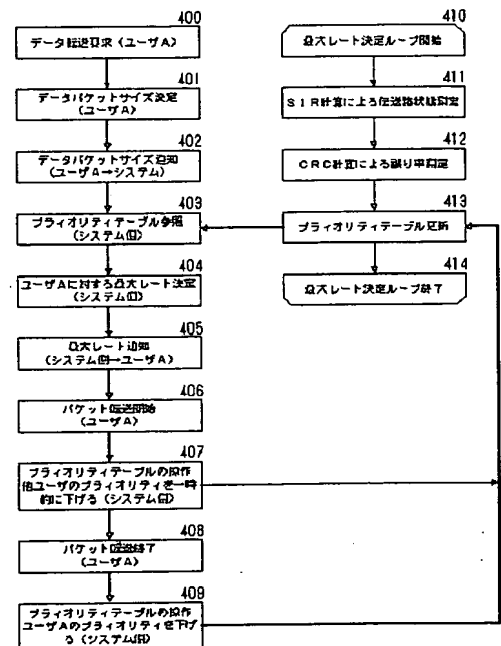 400
データ転送要求（ユーザA）
401
データパケットサイズ決定
（ユーザA）
402
データパケットサイズ通知
（ユーザA→システム）
403
プライオリティテーブル参照
（システム側）
404
ユーザAに対する最大レート決定
（システム側）
405
最大レート通知
（システム側→ユーザA）
406
パケット転送開始
（ユーザA）
407
プライオリティテーブルの操作
他ユーザのプライオリティを一時
的に下げる（システム側）
408
パケット転送終了
（ユーザA）
409
プライオリティテーブルの操作
ユーザAのプライオリティを下げ
る（システム側）
410
最大レート決定ループ開始
411
SIR計算による伝送路状態測定
412
CRC計算による誤り率測定
413
プライオリティテーブル更新
414
最大レート決定ループ終了